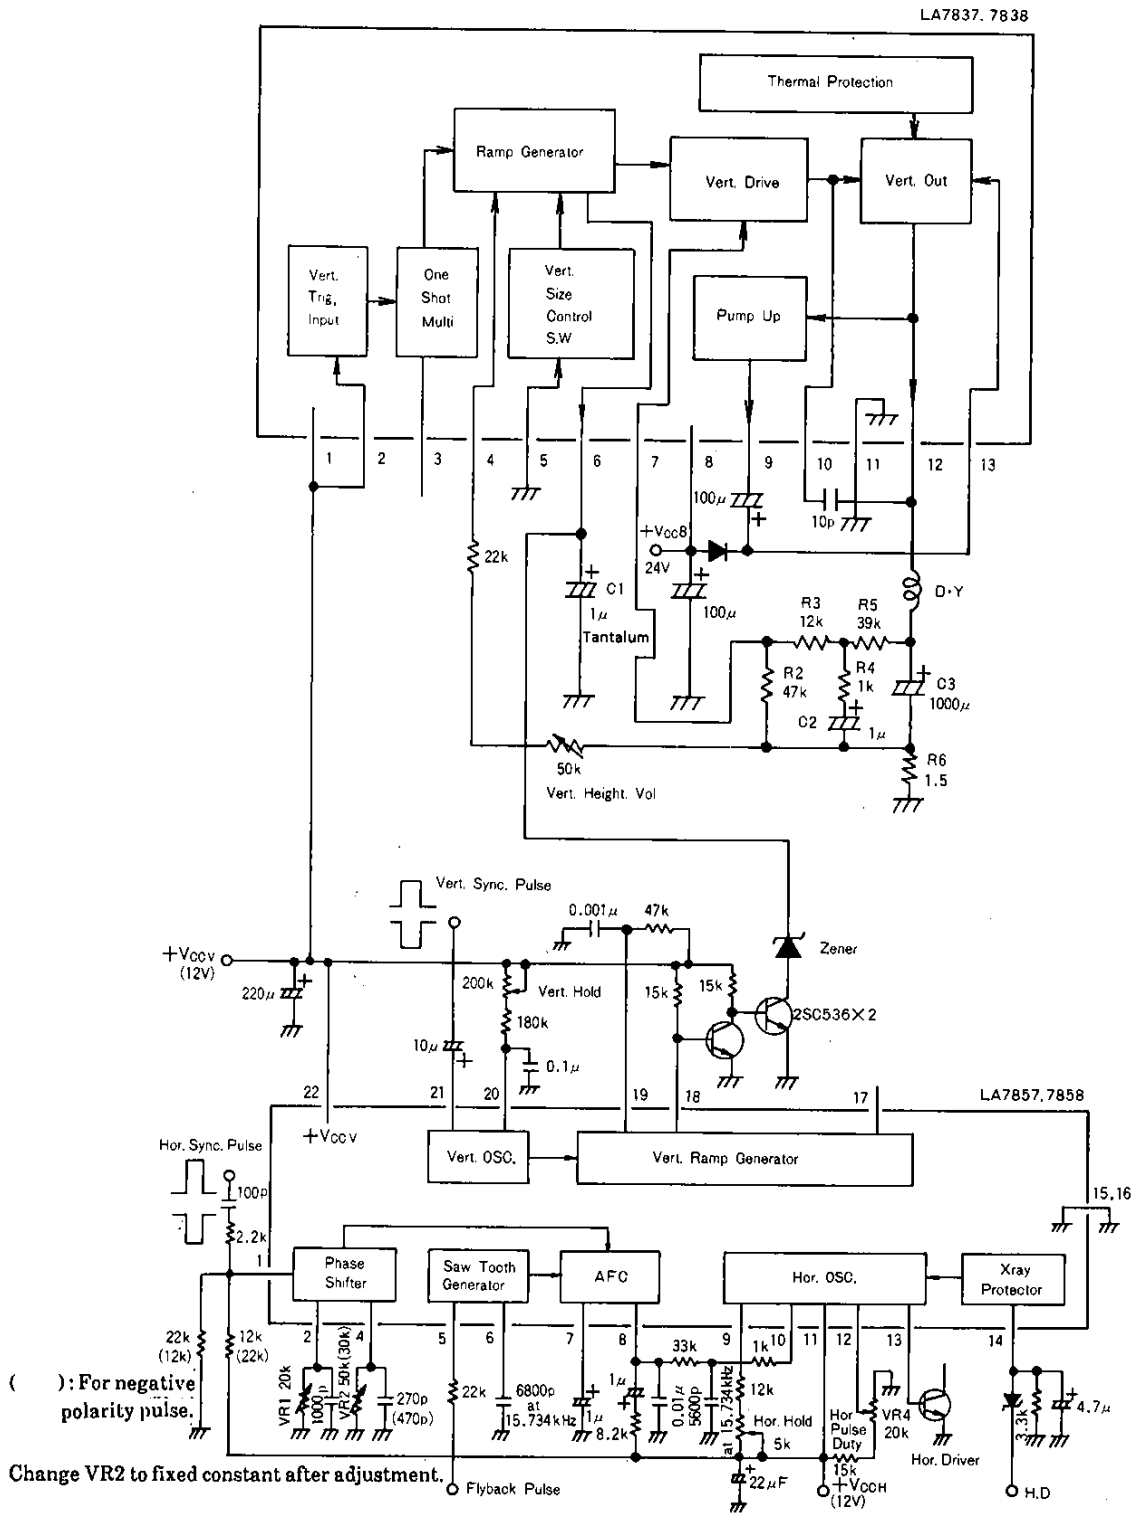 LA7837, 7838
Thermal Protection
Ramp Generator
Vert. Drive
Vert. Out
Vert.
Trig,
Input
One
Shot
Multi
Vert.
Size
Control
S.W
Pump Up
1
2
3
4
5
6
7
8
9
10
11
12
13
100μ
10p
+Vcc8
24V
22k
C1
1μ
Tantalum
100μ
D·Y
R3
12k
R5
39k
R2
47k
R4
1k
C3
1000μ
C2
1μ
R6
1.5
50k
Vert. Height. Vol
Vert. Sync. Pulse
0.001μ
47k
Zener
+VCCV
(12V)
220μ
200k
Vert. Hold
15k
15k
2SC536×2
180k
10μ
0.1μ
22
21
20
19
18
17
LA7857, 7858
+VCCV
Vert. OSC.
Vert. Ramp Generator
Hor. Sync. Pulse
100p
2.2k
15,16
1
Phase
Shifter
Saw Tooth
Generator
AFC
Hor. OSC.
Xray
Protector
2
4
5
6
7
8
9
10
11
12
13
14
22k
(12k)
12k
(22k)
VR1 20k
1000p
VR2 50k(30k)
270p
(470p)
22k
6800p
at
15.734kHz
1μ
1μ
8.2k
33k
0.01μ
5600p
1k
at 15.734kHz
12k
Hor. Hold
5k
Hor
Pulse
Duty
15k
VR4
20k
Hor. Driver
3.3k
4.7μ
( ): For negative
polarity pulse.
Change VR2 to fixed constant after adjustment.
Flyback Pulse
22μF
+VCCH
(12V)
H.D